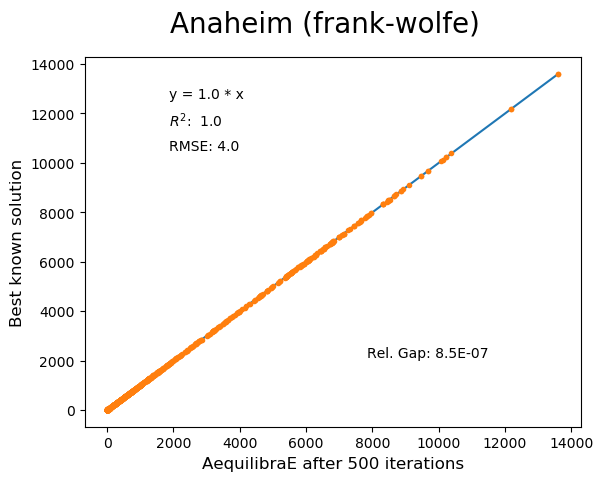 Anaheim (frank-wolfe)
14000
12000
10000
8000
6000
4000
2000
0
Best known solution
y = 1.0 * x
R²: 1.0
RMSE: 4.0
Rel. Gap: 8.5E-07
0 2000 4000 6000 8000 10000 12000 14000
AequilibraE after 500 iterations